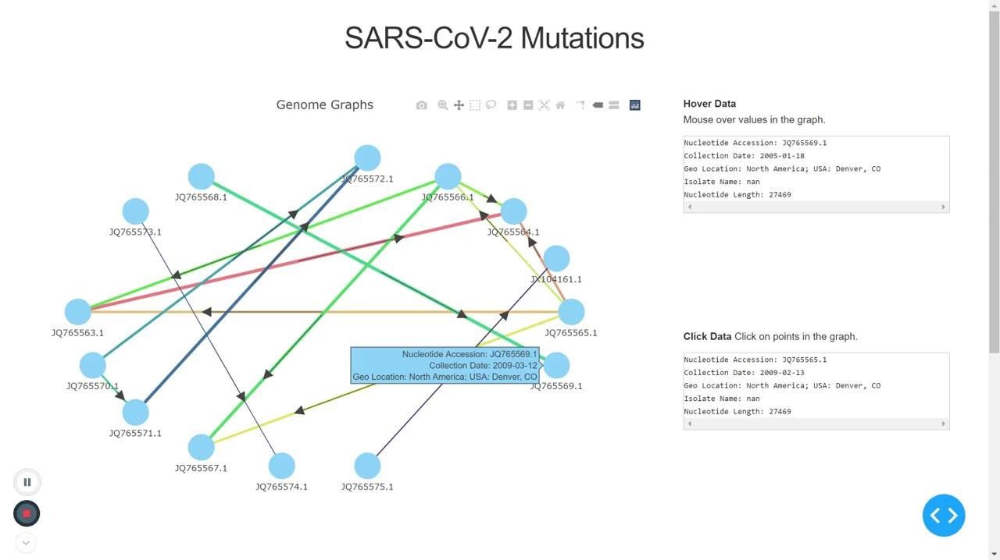 SARS-CoV-2 Mutations
Genome Graphs
JQ765572.1
JQ765568.1
JQ765566.1
JQ765573.1
JQ765564.1
JX104161.1
JQ765563.1
JQ765565.1
Nucleotide Accession: JQ765569.1
Collection Date: 2009-03-12
Geo Location: North America; USA: Denver, CO
JQ765570.1
JQ765569.1
JQ765571.1
JQ765567.1
JQ765574.1
JQ765575.1
Hover Data
Mouse over values in the graph.
Nucleotide Accession: JQ765569.1
Collection Date: 2005-01-18
Geo Location: North America; USA: Denver, CO
Isolate Name: nan
Nucleotide Length: 27469
Click Data Click on points in the graph.
Nucleotide Accession: JQ765565.1
Collection Date: 2009-02-13
Geo Location: North America; USA: Denver, CO
Isolate Name: nan
Nucleotide Length: 27469